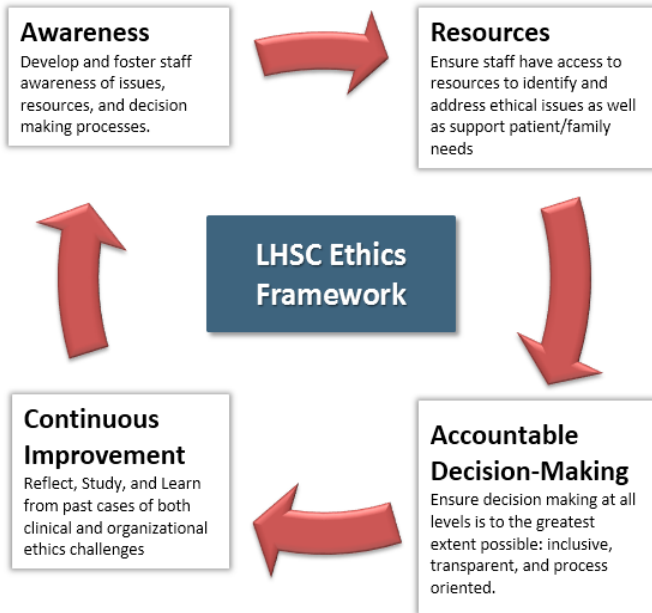 Awareness
Develop and foster staff
awareness of issues,
resources, and decision
making processes.
Resources
Ensure staff have access to
resources to identify and
address ethical issues as well
as support patient/family
needs
LHSC Ethics
Framework
Continuous
Improvement
Reflect, Study, and Learn
from past cases of both
clinical and organizational
ethics challenges
Accountable
Decision-Making
Ensure decision making at all
levels is to the greatest
extent possible: inclusive,
transparent, and process
oriented.